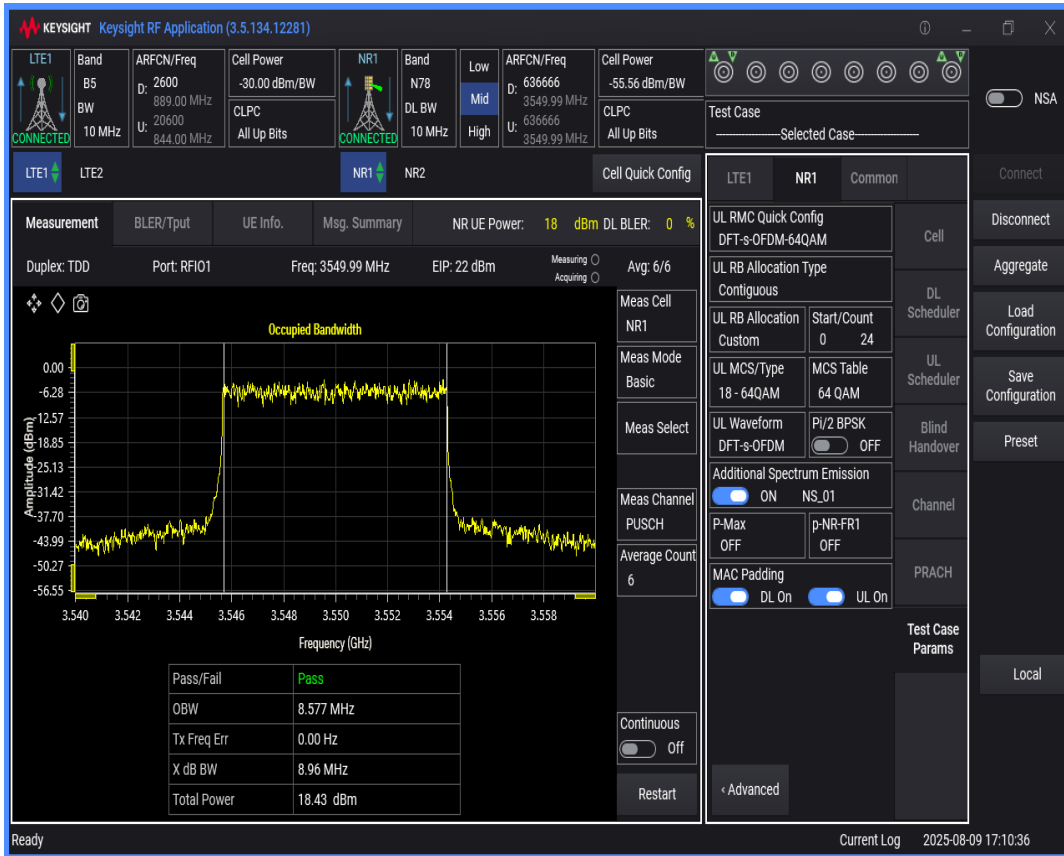 KEYSIGHT Keysight RF Application (3.5.134.12281)
LTE1
CONNECTED
Band
B5
BW
10 MHz
ARFCN/Freq
D: 2600
889.00 MHz
U: 20600
844.00 MHz
Cell Power
-30.00 dBm/BW
CLPC
All Up Bits
NR1
CONNECTED
Band
N78
DL BW
10 MHz
Low
Mid
High
ARFCN/Freq
D: 636666
3549.99 MHz
U: 636666
3549.99 MHz
Cell Power
-55.56 dBm/BW
CLPC
All Up Bits
Test Case
--------------------Selected Case--------------------
NSA
LTE1 LTE2 NR1 NR2 Cell Quick Config
Measurement BLER/Tput UE Info. Msg. Summary NR UE Power: 18 dBm DL BLER: 0 %
Duplex: TDD Port: RFIO1 Freq: 3549.99 MHz EIP: 22 dBm Measuring Avg: 6/6
Acquiring
Occupied Bandwidth
Amplitude (dBm)
0.00
-6.28
-12.57
-18.85
-25.13
-31.42
-37.70
-43.99
-50.27
-56.55
3.540 3.542 3.544 3.546 3.548 3.550 3.552 3.554 3.556 3.558
Frequency (GHz)
Pass/Fail Pass
OBW 8.577 MHz
Tx Freq Err 0.00 Hz
X dB BW 8.96 MHz
Total Power 18.43 dBm
Meas Cell
NR1
Meas Mode
Basic
Meas Select
Meas Channel
PUSCH
Average Count
6
Continuous
Off
Restart
LTE1 NR1 Common
UL RMC Quick Config
DFT-s-OFDM-64QAM
UL RB Allocation Type
Contiguous
UL RB Allocation Start/Count
Custom 0 24
UL MCS/Type MCS Table
18 - 64QAM 64 QAM
UL Waveform Pi/2 BPSK
DFT-s-OFDM OFF
Additional Spectrum Emission
ON NS_01
P-Max p-NR-FR1
OFF OFF
MAC Padding
DL On UL On
< Advanced
Cell
DL
Scheduler
UL
Scheduler
Blind
Handover
Channel
PRACH
Test Case
Params
Connect
Disconnect
Aggregate
Load
Configuration
Save
Configuration
Preset
Local
Ready Current Log 2025-08-09 17:10:36